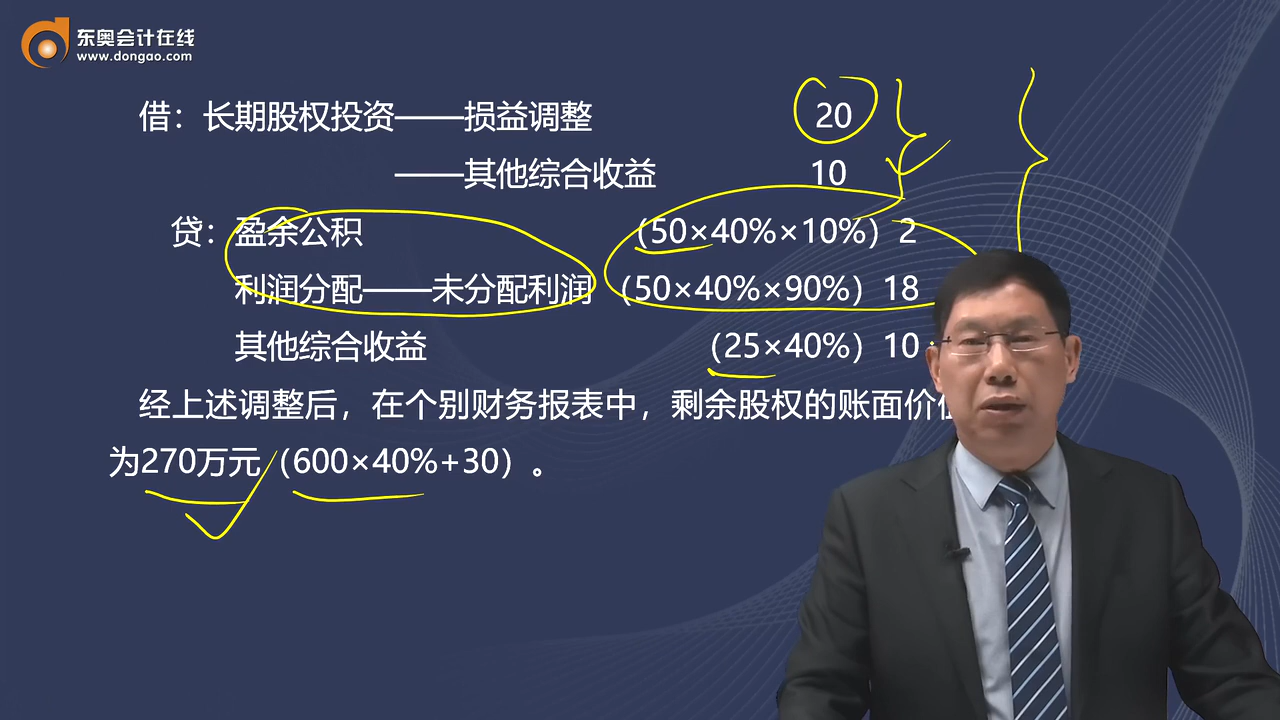 东奥会计在线
www.dongao.com
借：长期股权投资——损益调整 20
——其他综合收益 10
贷：盈余公积 （50×40%×10%）2
利润分配——未分配利润 （50×40%×90%）18
其他综合收益 （25×40%）10
经上述调整后，在个别财务报表中，剩余股权的账面价
为270万元（600×40%+30）。